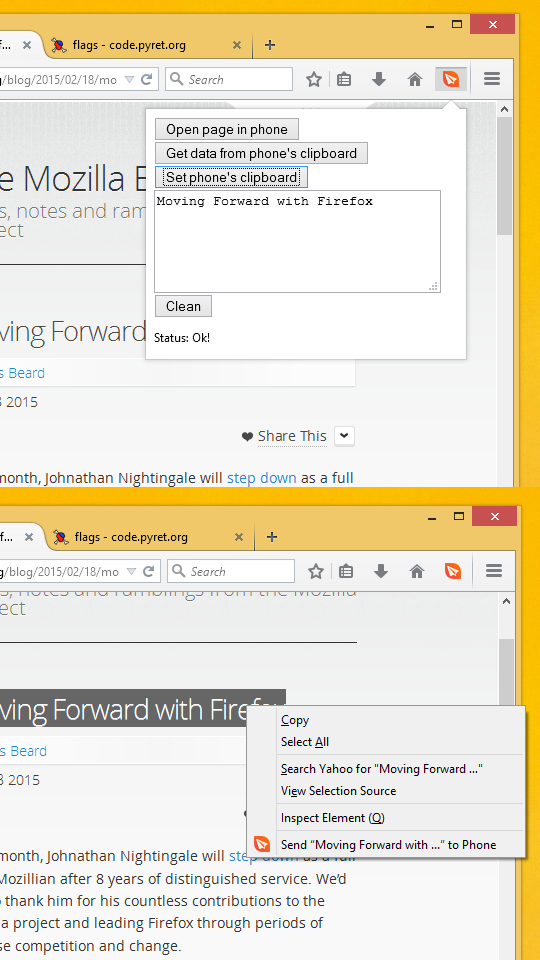 f... × flags - code.pyret.org × +
g/blog/2015/02/18/mo Search
Open page in phone
Get data from phone's clipboard
Set phone's clipboard
Moving Forward with Firefox
Clean
Status: Ok!
e Mozilla B
s, notes and ram
ect
ving Forward
s Beard
8 2015
Share This
month, Johnathan Nightingale will step down as a full
f... × flags - code.pyret.org × +
g/blog/2015/02/18/mo Search
s, notes and ramblings from the Mozilla
ect
ving Forward with Firefox
Copy
Select All
Search Yahoo for “Moving Forward ...”
View Selection Source
Inspect Element (Q)
Send “Moving Forward with ...” to Phone
s Beard
8 2015
month, Johnathan Nightingale will step down as a full
Mozillian after 8 years of distinguished service. We’d
o thank him for his countless contributions to the
a project and leading Firefox through periods of
se competition and change.